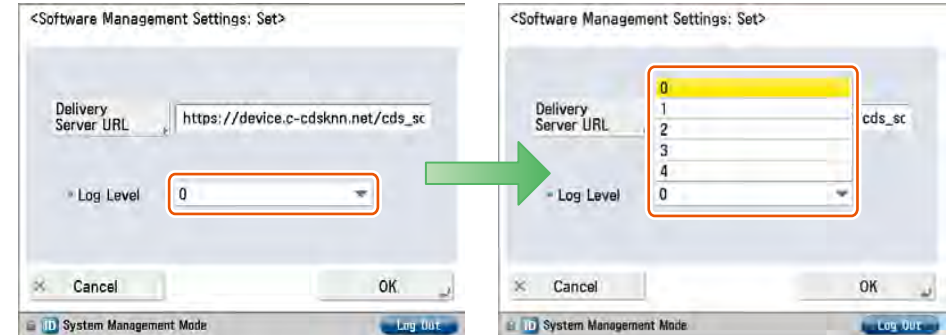 <Software Management Settings: Set>
Delivery
Server URL
https://device.c-cdsknn.net/cds_sc
Log Level
0
Cancel
OK
ID System Management Mode
Log Out
<Software Management Settings: Set>
0
1
2
3
4
Delivery
Server URL
cds_sc
Log Level
0
Cancel
OK
ID System Management Mode
Log Out